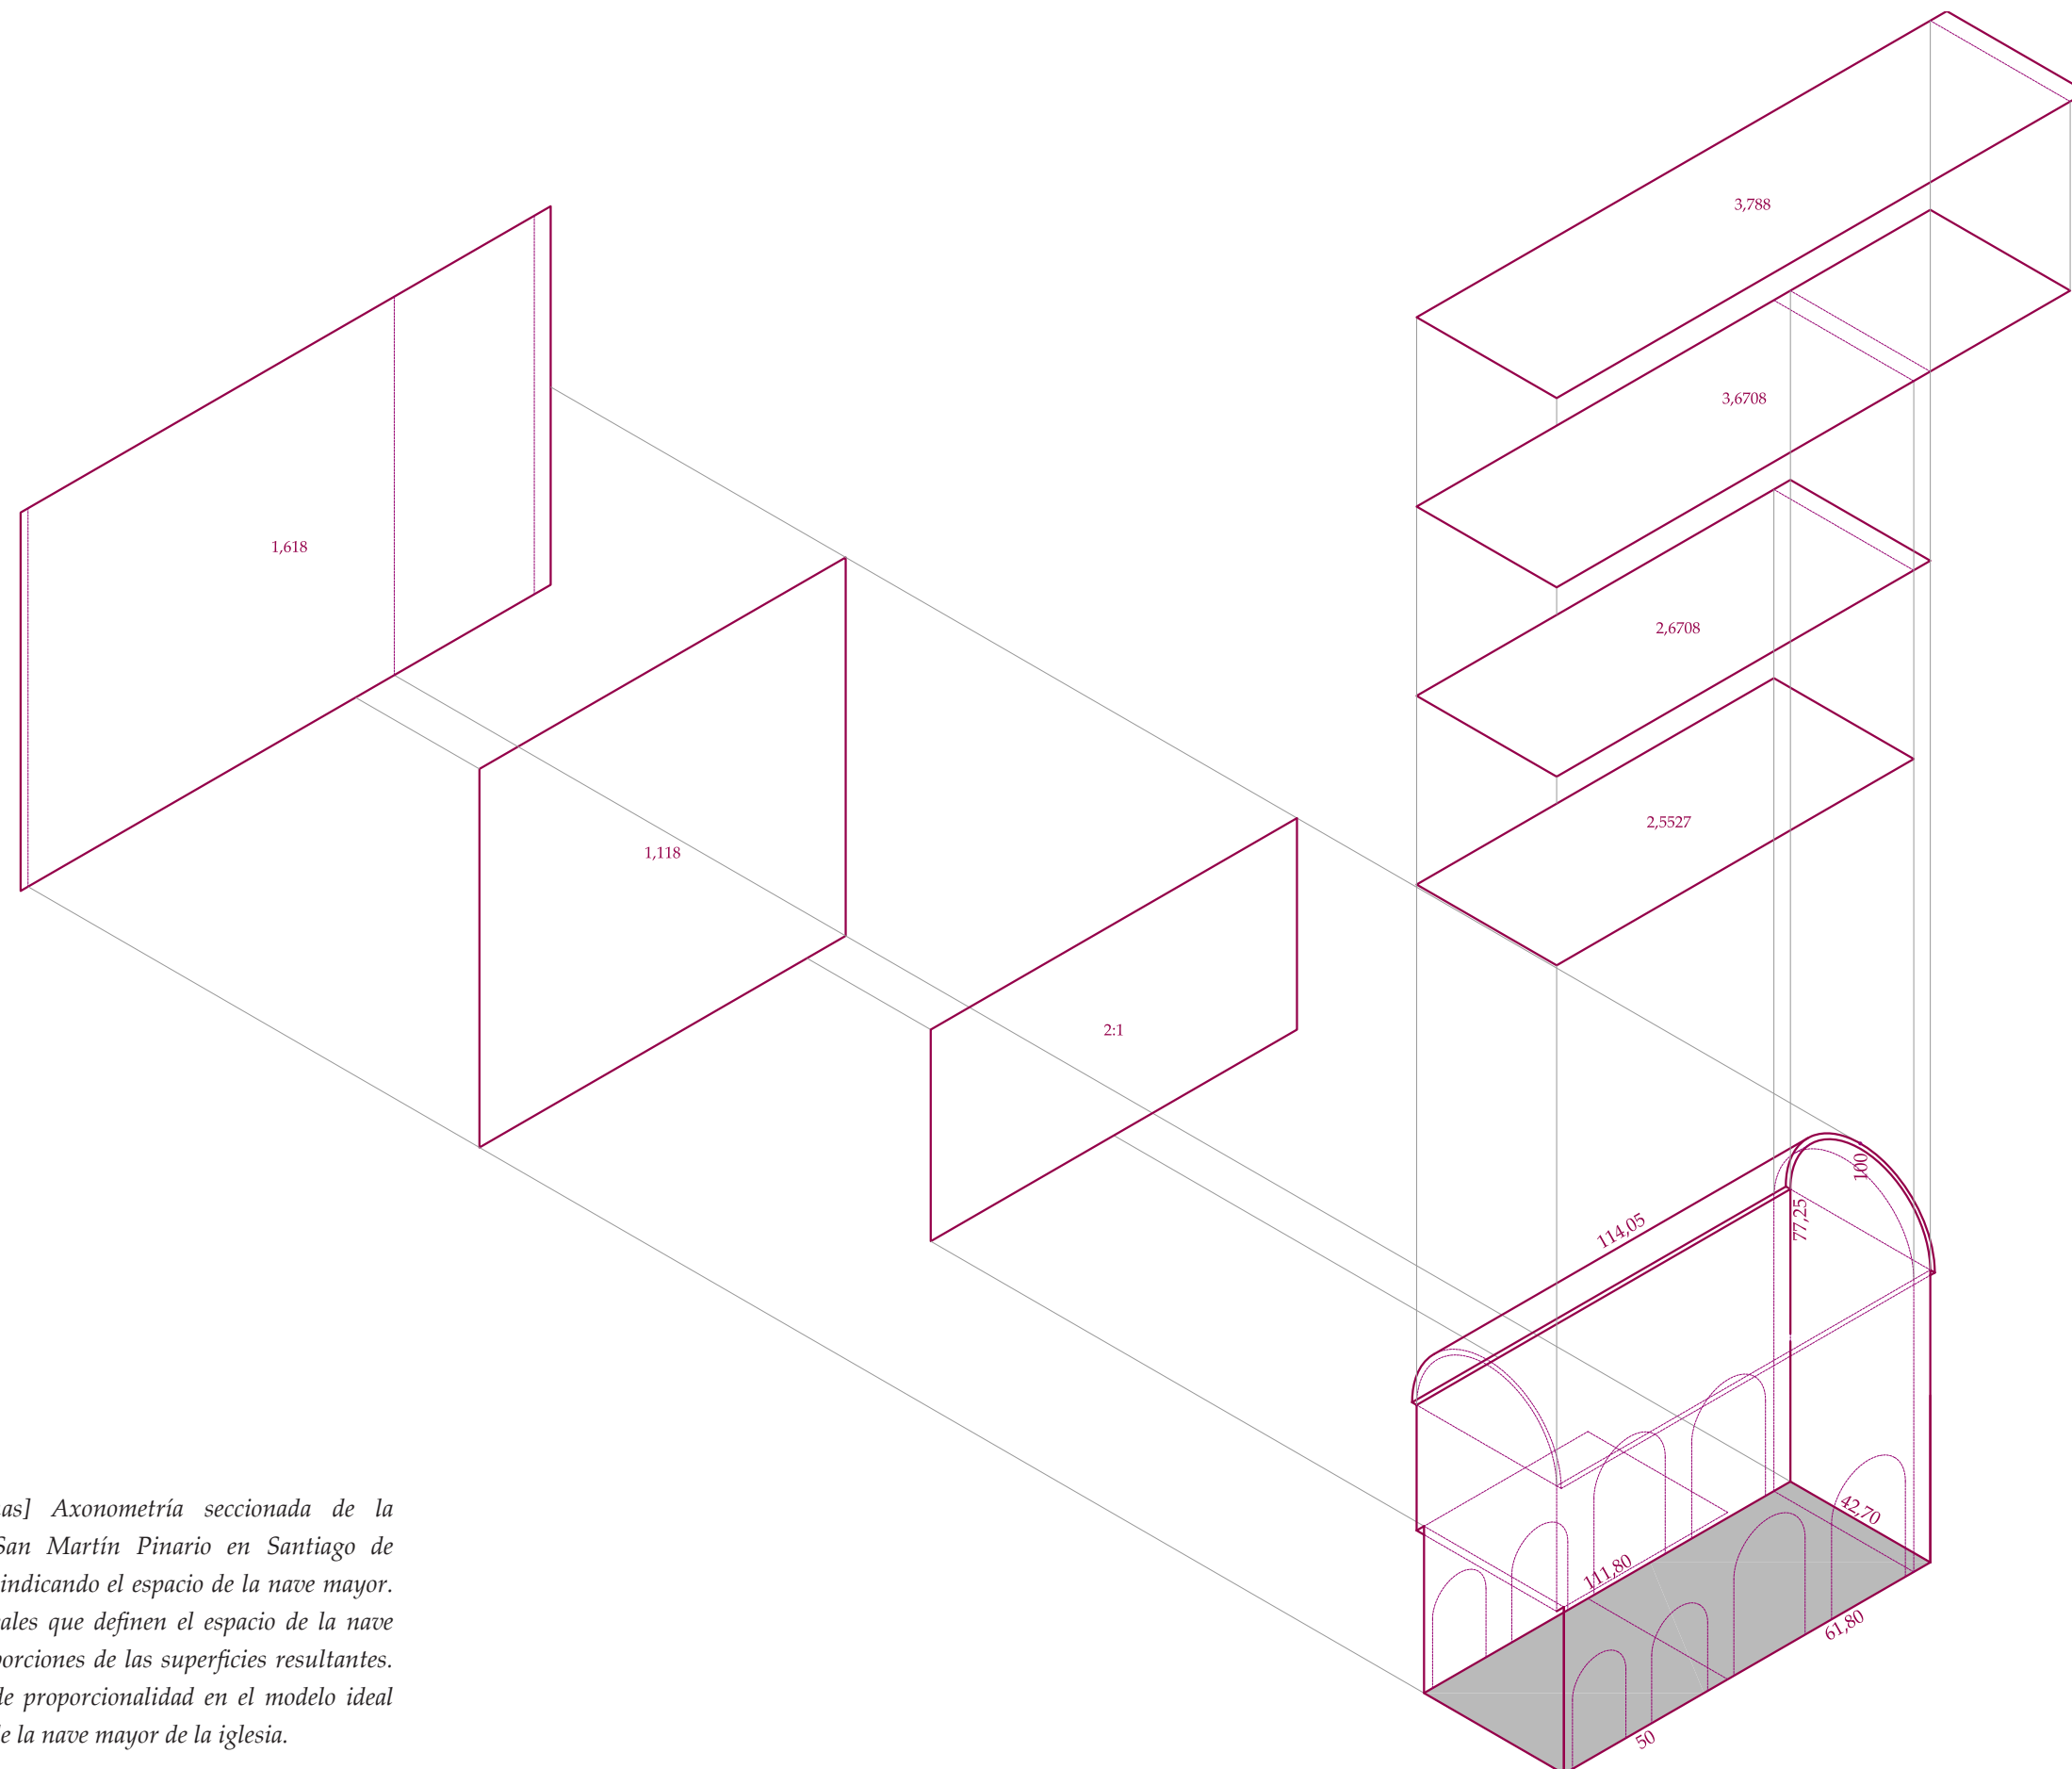 3,788
3,6708
2,6708
2,5527
1,618
1,118
2:1
100
77,25
114,05
42,70
111,80
61,80
50
Axonometría seccionada de la
San Martín Pinario en Santiago de
indicando el espacio de la nave mayor.
que definen el espacio de la nave
de las superficies resultantes.
de proporcionalidad en el modelo ideal
de la nave mayor de la iglesia.